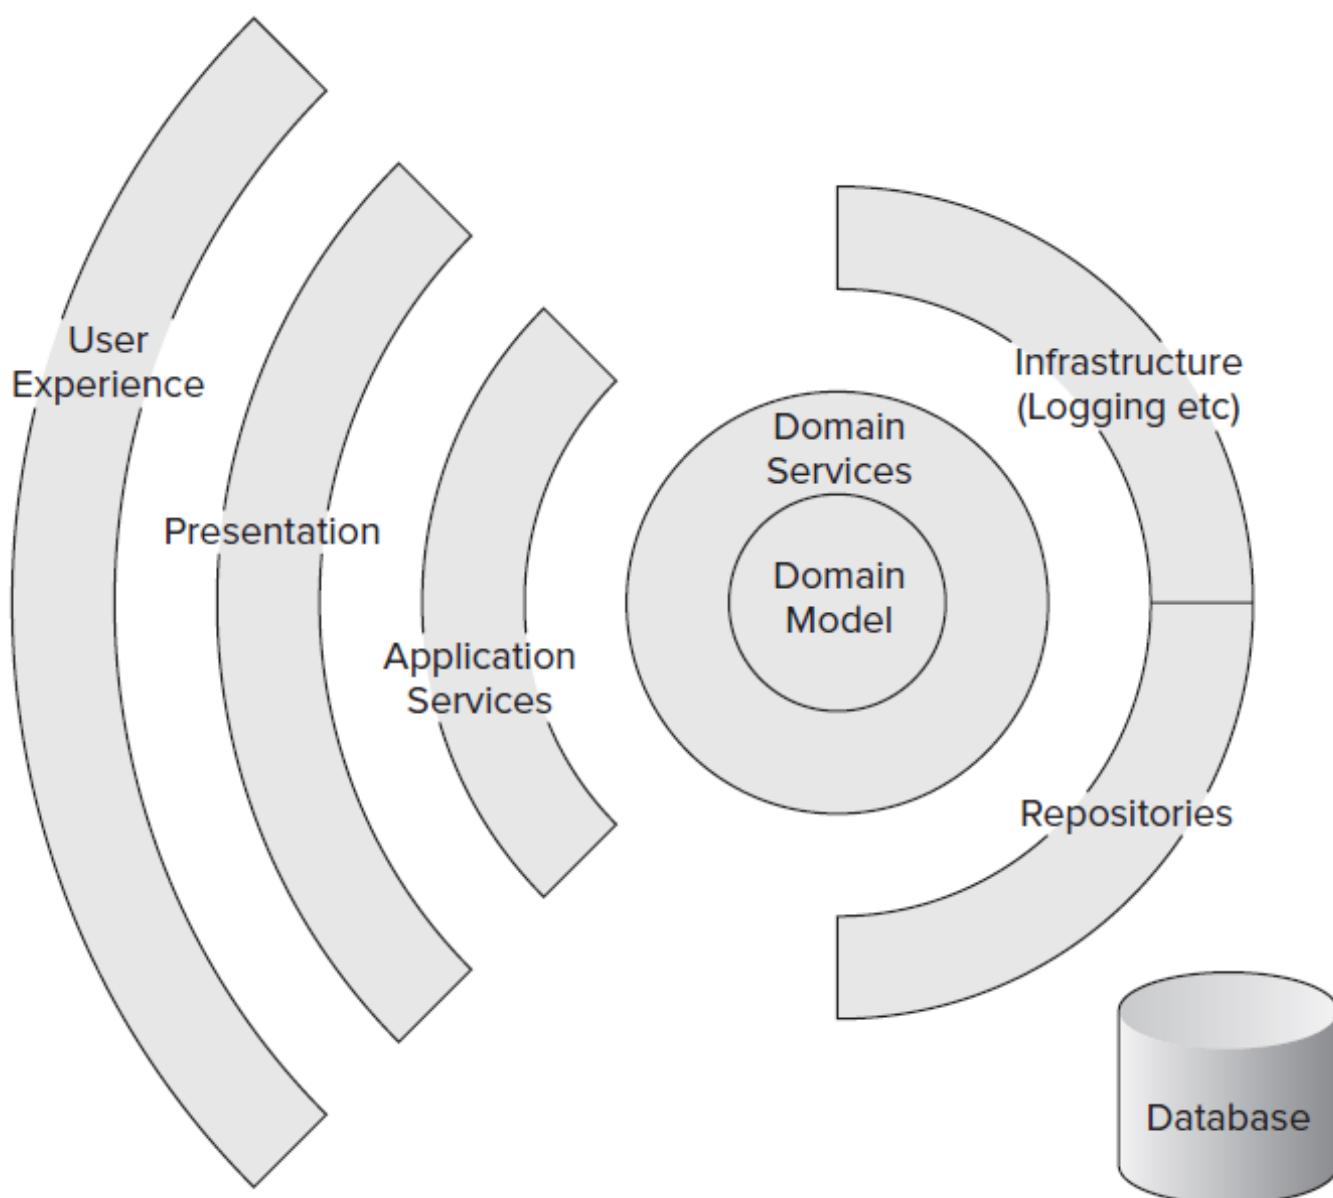 User
Experience
Presentation
Application
Services
Domain
Services
Domain
Model
Infrastructure
(Logging etc)
Repositories
Database